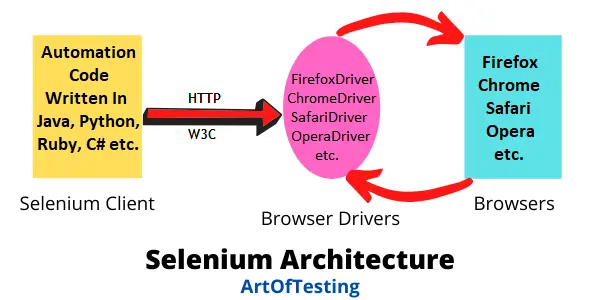 Automation
Code
Written In
Java, Python,
Ruby, C# etc.
Selenium Client
HTTP
W3C
FirefoxDriver
ChromeDriver
SafariDriver
OperaDriver
etc.
Browser Drivers
Firefox
Chrome
Safari
Opera
etc.
Browsers
Selenium Architecture
ArtOfTesting